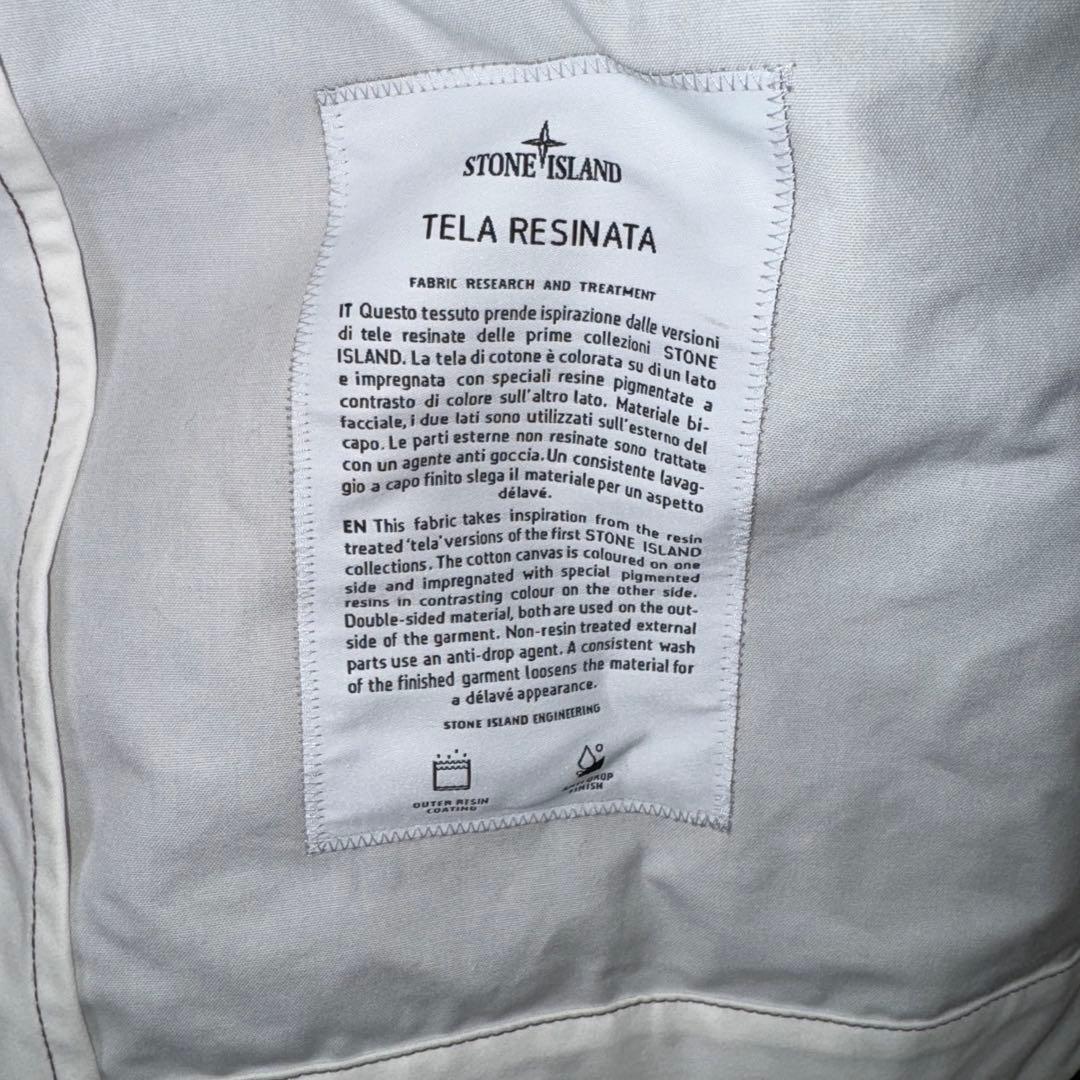 STONE ISLAND
TELA RESINATA
FABRIC RESEARCH AND TREATMENT
IT Questo tessuto prende ispirazione dalle versioni
di tele resinate delle prime collezioni STONE
ISLAND. La tela di cotone è colorata su di un lato
e impregnata con speciali resine pigmentate a
contrasto di colore sull'altro lato. Materiale bi-
facciale, i due lati sono utilizzati sull'esterno del
capo. Le parti esterne non resinate sono trattate
con un agente anti goccia. Un consistente lavag-
gio a capo finito slega il materiale per un aspetto
délavé.
EN This fabric takes inspiration from the resin
treated 'tela' versions of the first STONE ISLAND
collections. The cotton canvas is coloured on one
side and impregnated with special pigmented
resins in contrasting colour on the other side.
Double-sided material, both are used on the out-
side of the garment. Non-resin treated external
parts use an anti-drop agent. A consistent wash
of the finished garment loosens the material for
a délavé appearance.
STONE ISLAND ENGINEERING
OUTER RESIN
COATING
ANTI DROP
FINISH